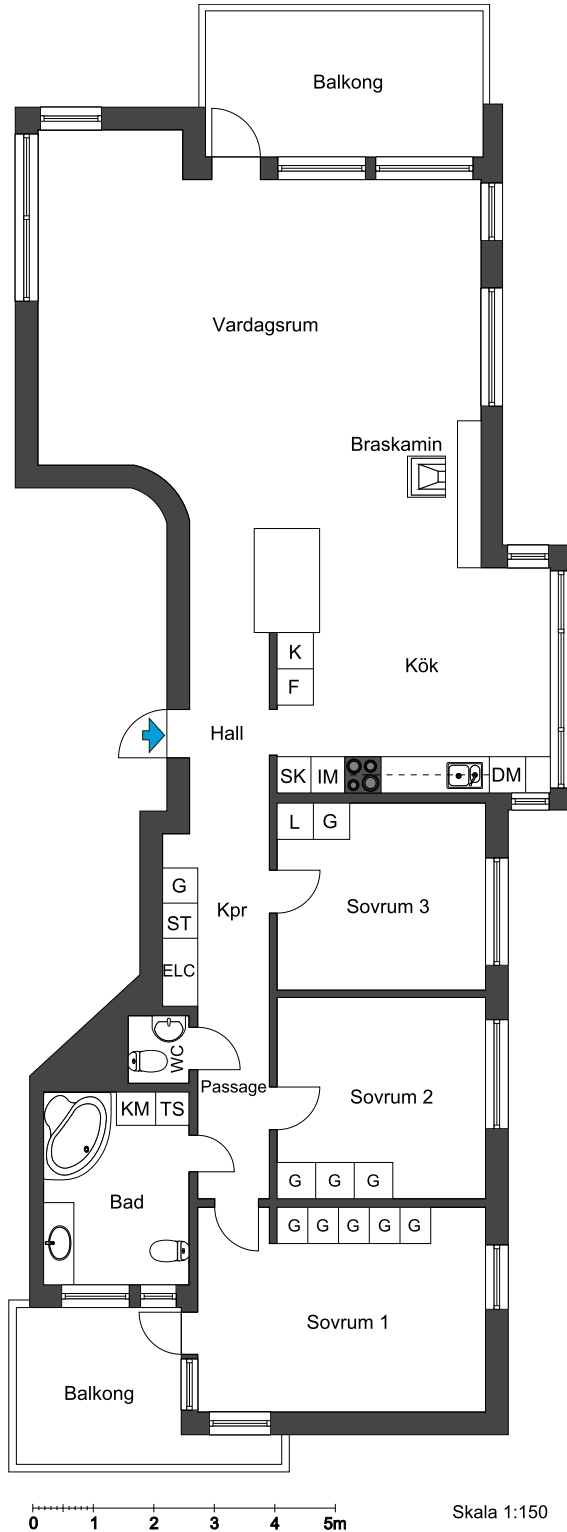 Balkong
Vardagsrum
Braskamin
K
Kök
F
Hall
SK IM DM
L G
G
Kpr
Sovrum 3
ST
ELC
WC
Passage
Sovrum 2
KM TS
G G G
Bad
G G G G G
Sovrum 1
Balkong
0 1 2 3 4 5m
Skala 1:150